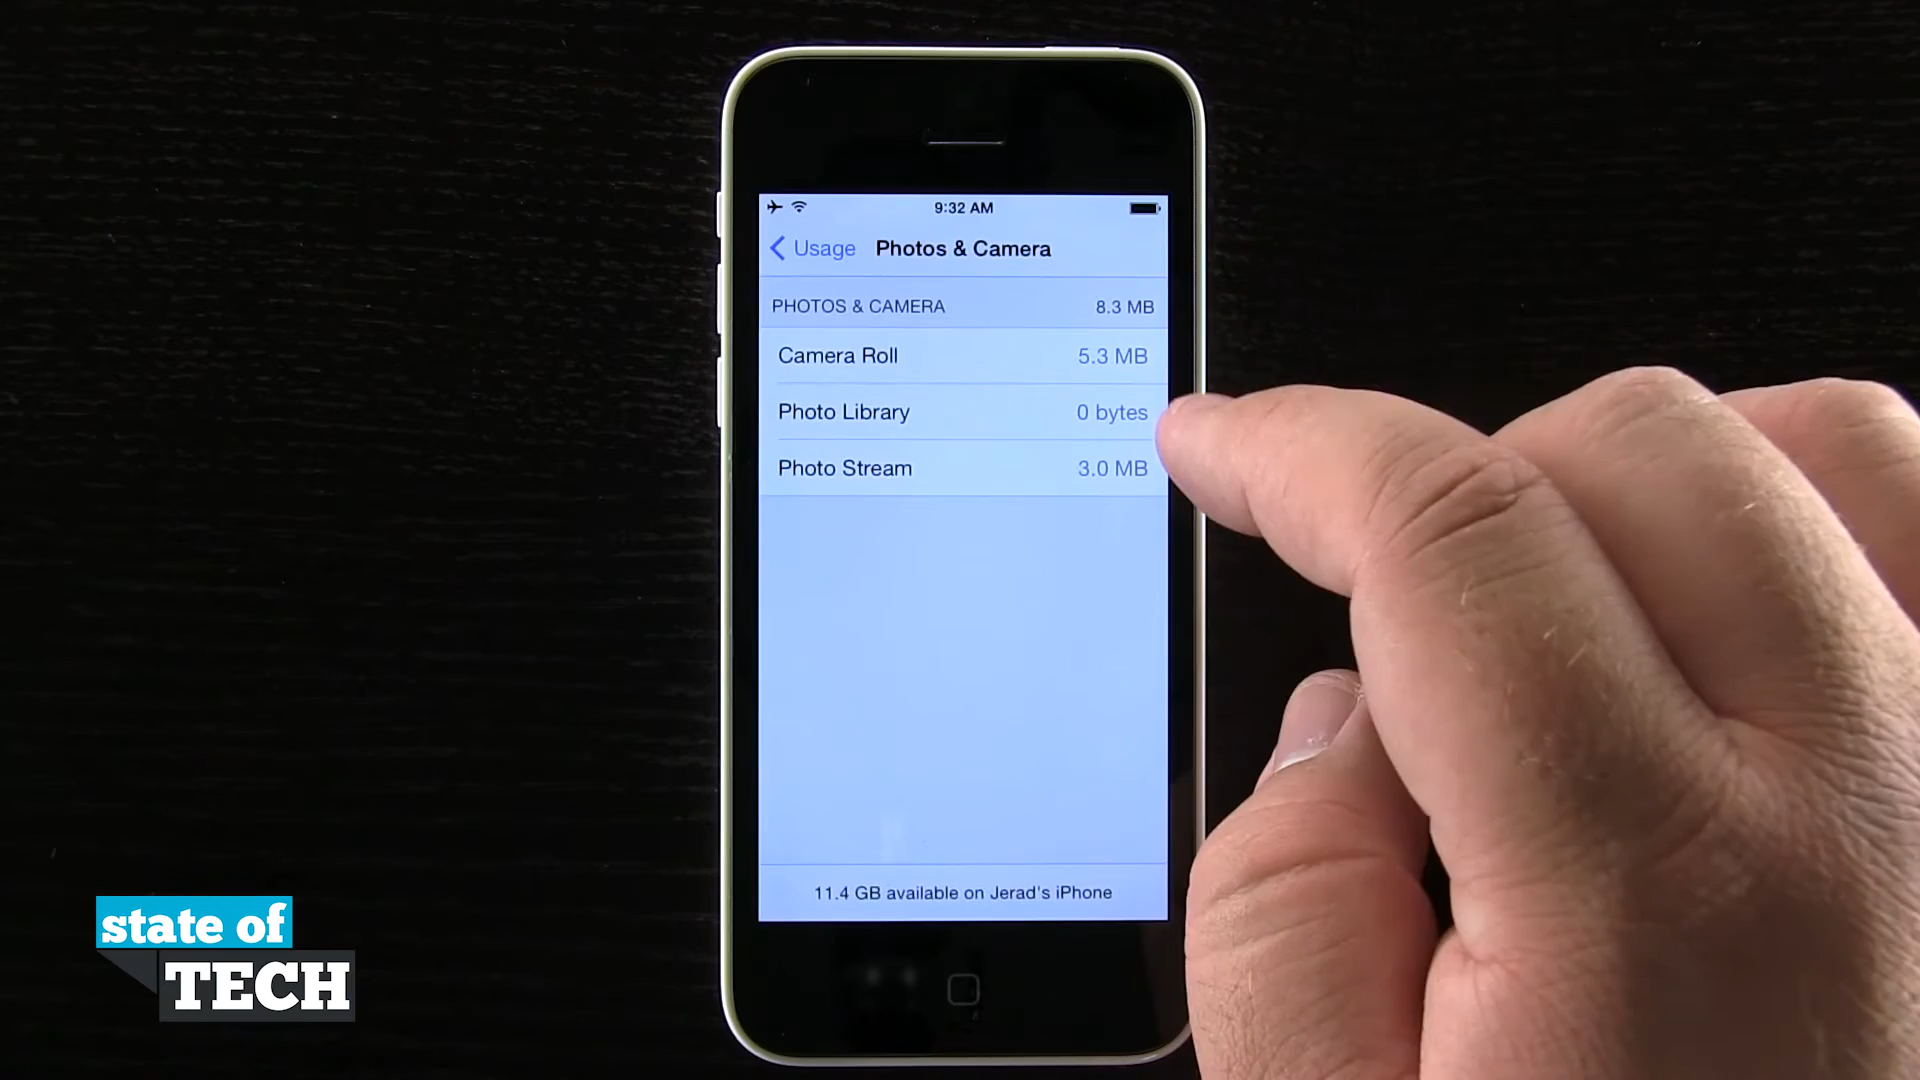 9:32 AM
Usage Photos & Camera
PHOTOS & CAMERA 8.3 MB
Camera Roll 5.3 MB
Photo Library 0 bytes
Photo Stream 3.0 MB
11.4 GB available on Jerad's iPhone
state of
TECH